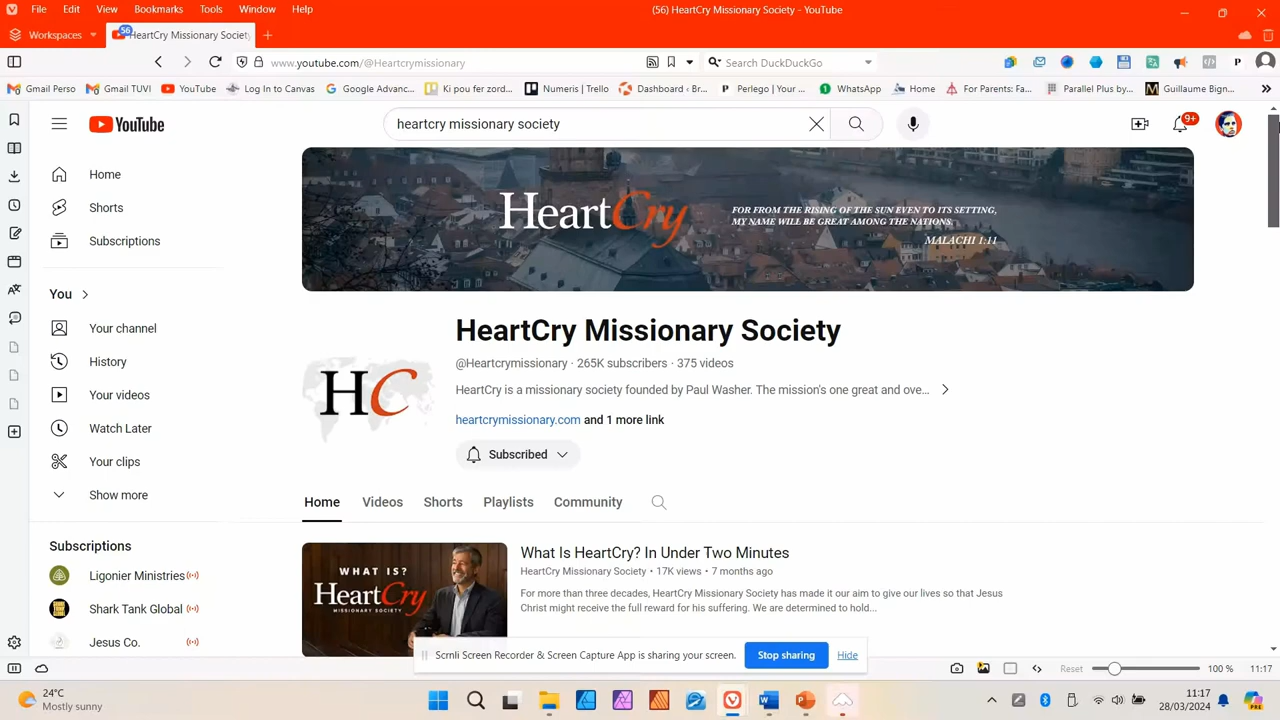 File Edit View Bookmarks Tools Window Help
(56) HeartCry Missionary Society - YouTube
Workspaces
56
HeartCry Missionary Society
www.youtube.com/@Heartcrymissionary
Search DuckDuckGo
Gmail Perso
Gmail TUVI
YouTube
Log In to Canvas
Google Advanc...
Ki pou fer zord...
Numeris | Trello
Dashboard ‹ Br...
Perlego | Your ...
WhatsApp
Home
For Parents: Fa...
Parallel Plus by...
Guillaume Bign...
YouTube
heartcry missionary society
9+
Home
Shorts
Subscriptions
You
Your channel
History
Your videos
Watch Later
Your clips
Show more
Subscriptions
Ligonier Ministries
Shark Tank Global
Jesus Co.
HeartCry
FOR FROM THE RISING OF THE SUN EVEN TO ITS SETTING,
MY NAME WILL BE GREAT AMONG THE NATIONS
MALACHI 1:11
HC
HeartCry Missionary Society
@Heartcrymissionary · 265K subscribers · 375 videos
HeartCry is a missionary society founded by Paul Washer. The mission's one great and ove...
heartcrymissionary.com and 1 more link
Subscribed
Home Videos Shorts Playlists Community
WHAT IS?
HeartCry
MISSIONARY SOCIETY
What Is HeartCry? In Under Two Minutes
HeartCry Missionary Society • 17K views • 7 months ago
For more than three decades, HeartCry Missionary Society has made it our aim to give our lives so that Jesus
Christ might receive the full reward for his suffering. We are determined to hold...
Scrnli Screen Recorder & Screen Capture App is sharing your screen.
Stop sharing
Hide
Reset
100 %
11:17
24°C
Mostly sunny
11:17
28/03/2024